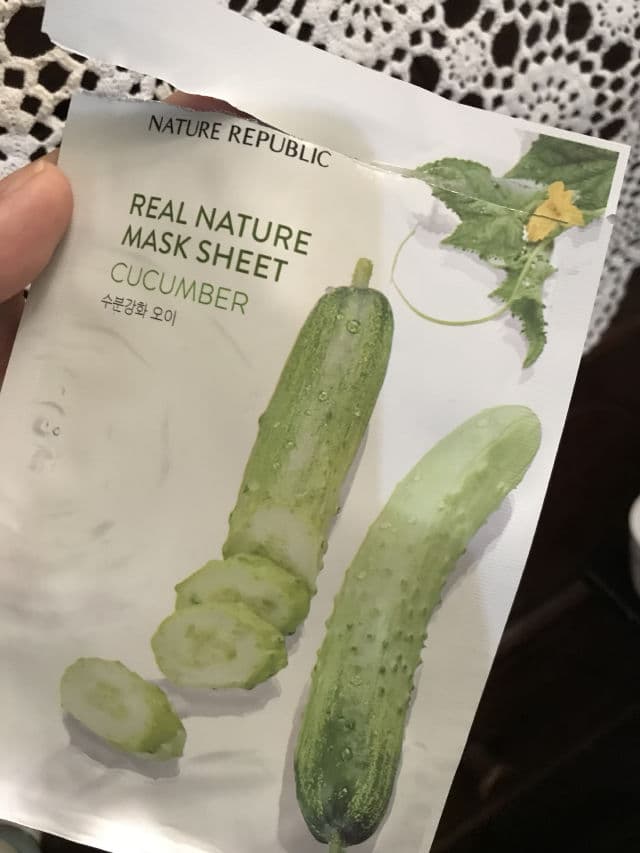 NATURE REPUBLIC
REAL NATURE
MASK SHEET
CUCUMBER
수분강화 오이